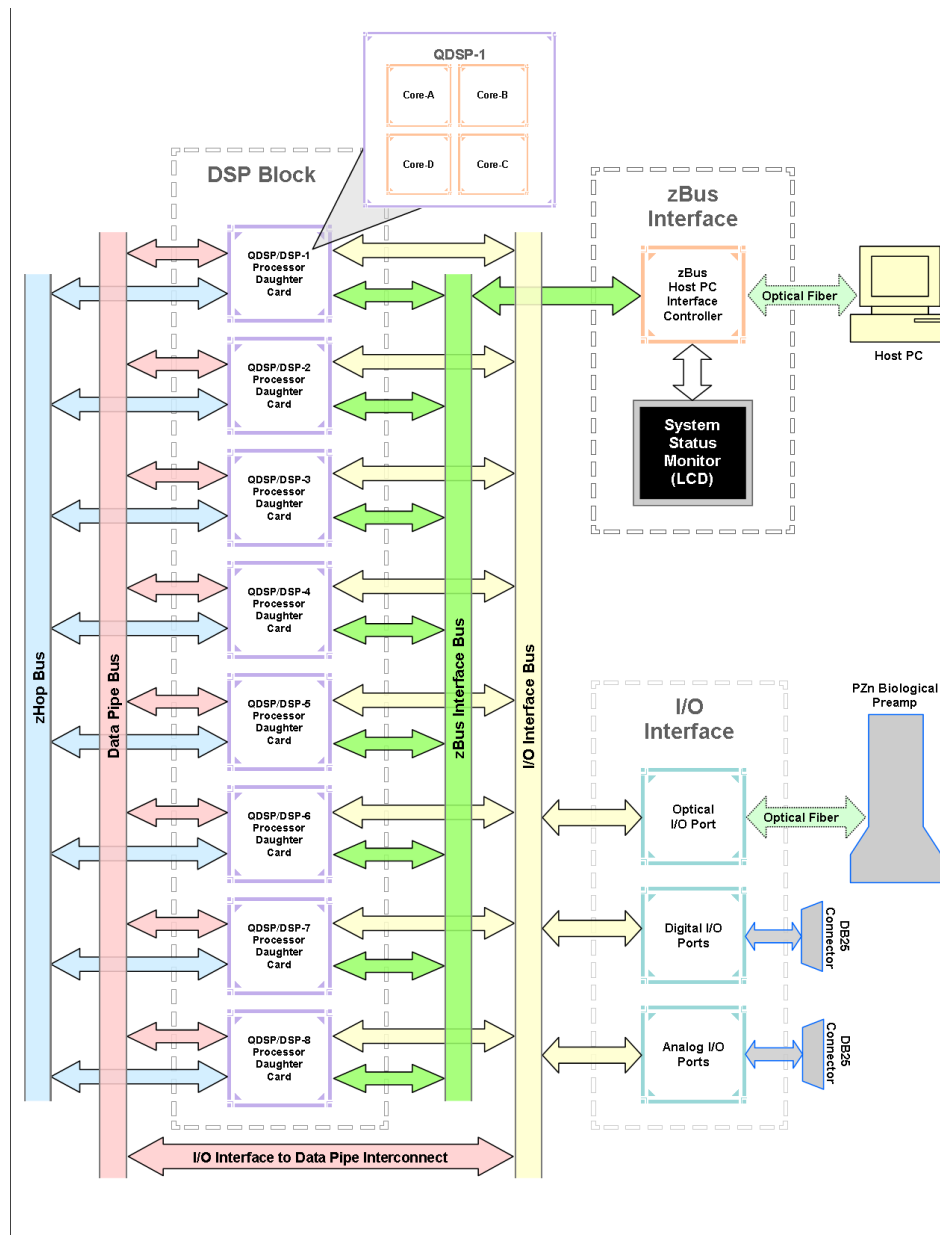 QDSP-1
Core-A
Core-B
Core-D
Core-C
DSP Block
zBus
Interface
QDSP/DSP-1
Processor
Daughter
Card
zBus
Host PC
Interface
Controller
Optical Fiber
Host PC
System
Status
Monitor
(LCD)
QDSP/DSP-2
Processor
Daughter
Card
QDSP/DSP-3
Processor
Daughter
Card
QDSP/DSP-4
Processor
Daughter
Card
QDSP/DSP-5
Processor
Daughter
Card
QDSP/DSP-6
Processor
Daughter
Card
QDSP/DSP-7
Processor
Daughter
Card
QDSP/DSP-8
Processor
Daughter
Card
zHop Bus
Data Pipe Bus
zBus Interface Bus
I/O Interface Bus
I/O
Interface
PZn Biological
Preamp
Optical
I/O Port
Optical Fiber
Digital I/O
Ports
DB25
Connector
Analog I/O
Ports
DB25
Connector
I/O Interface to Data Pipe Interconnect